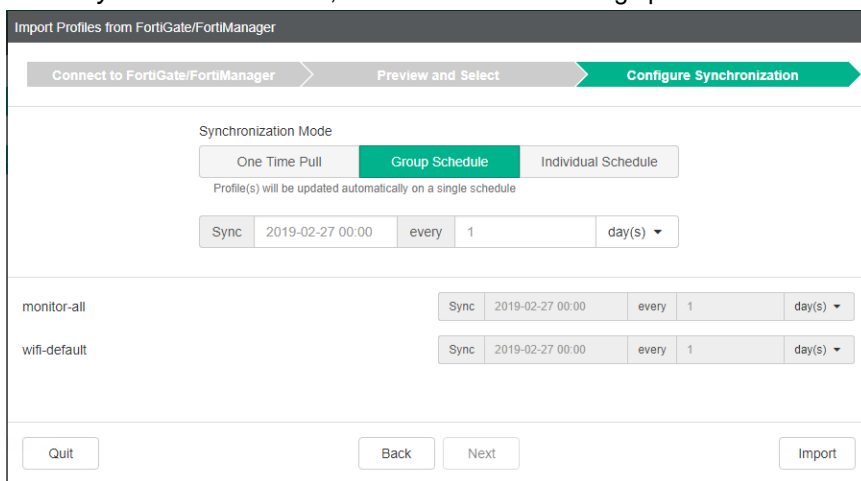 Import Profiles from FortiGate/FortiManager
Connect to FortiGate/FortiManager Preview and Select Configure Synchronization
Synchronization Mode
One Time Pull Group Schedule Individual Schedule
Profile(s) will be updated automatically on a single schedule
Sync 2019-02-27 00:00 every 1 day(s)
monitor-all Sync 2019-02-27 00:00 every 1 day(s)
wifi-default Sync 2019-02-27 00:00 every 1 day(s)
Quit Back Next Import